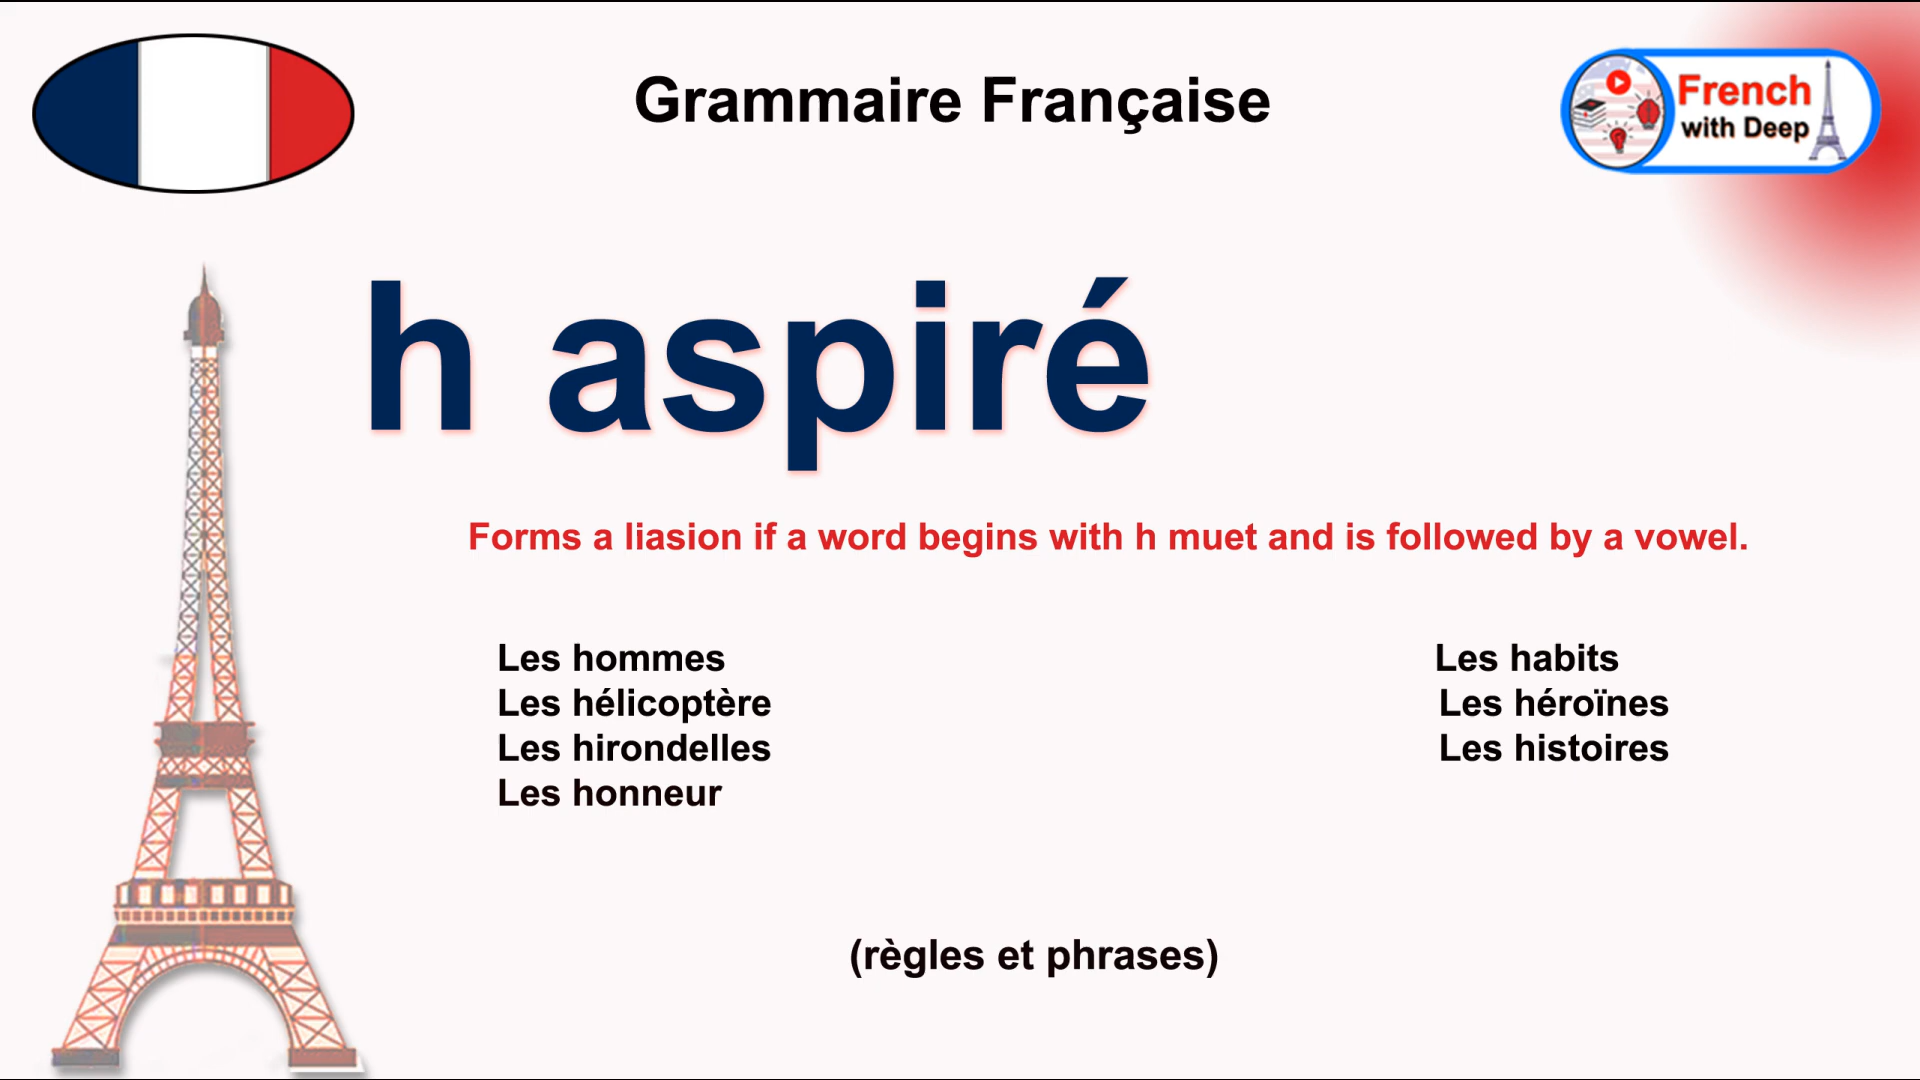 Grammaire Française
French
with Deep
h aspiré
Forms a liasion if a word begins with h muet and is followed by a vowel.
Les hommes
Les hélicoptère
Les hirondelles
Les honneur
Les habits
Les héroïnes
Les histoires
(règles et phrases)